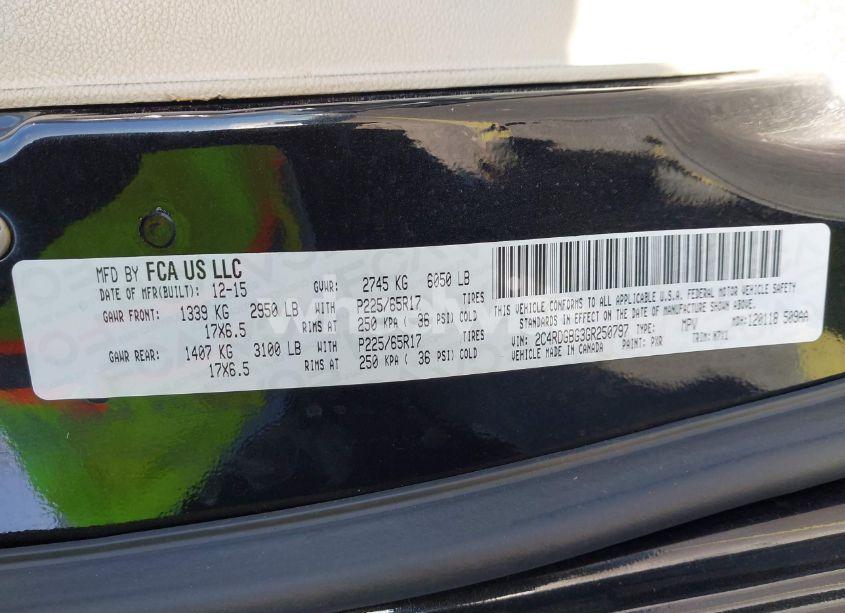 MFD BY FCA US LLC
DATE OF MFR(BUILT): 12-15 GVWR: 2745 KG 6050 LB
GAWR FRONT: 1339 KG 2950 LB WITH P225/65R17 TIRES
17X6.5 RIMS AT 250 KPA ( 36 PSI) COLD
GAWR REAR: 1407 KG 3100 LB WITH P225/65R17 TIRES
17X6.5 RIMS AT 250 KPA ( 36 PSI) COLD
THIS VEHICLE CONFORMS TO ALL APPLICABLE U.S.A. FEDERAL MOTOR VEHICLE SAFETY
STANDARDS IN EFFECT ON THE DATE OF MANUFACTURE SHOWN ABOVE.
VIN: 2C4RDGBG3GR250797 TYPE: MPV MDH: 120118 509AA
VEHICLE MADE IN CANADA PAINT: PXR TRIM: